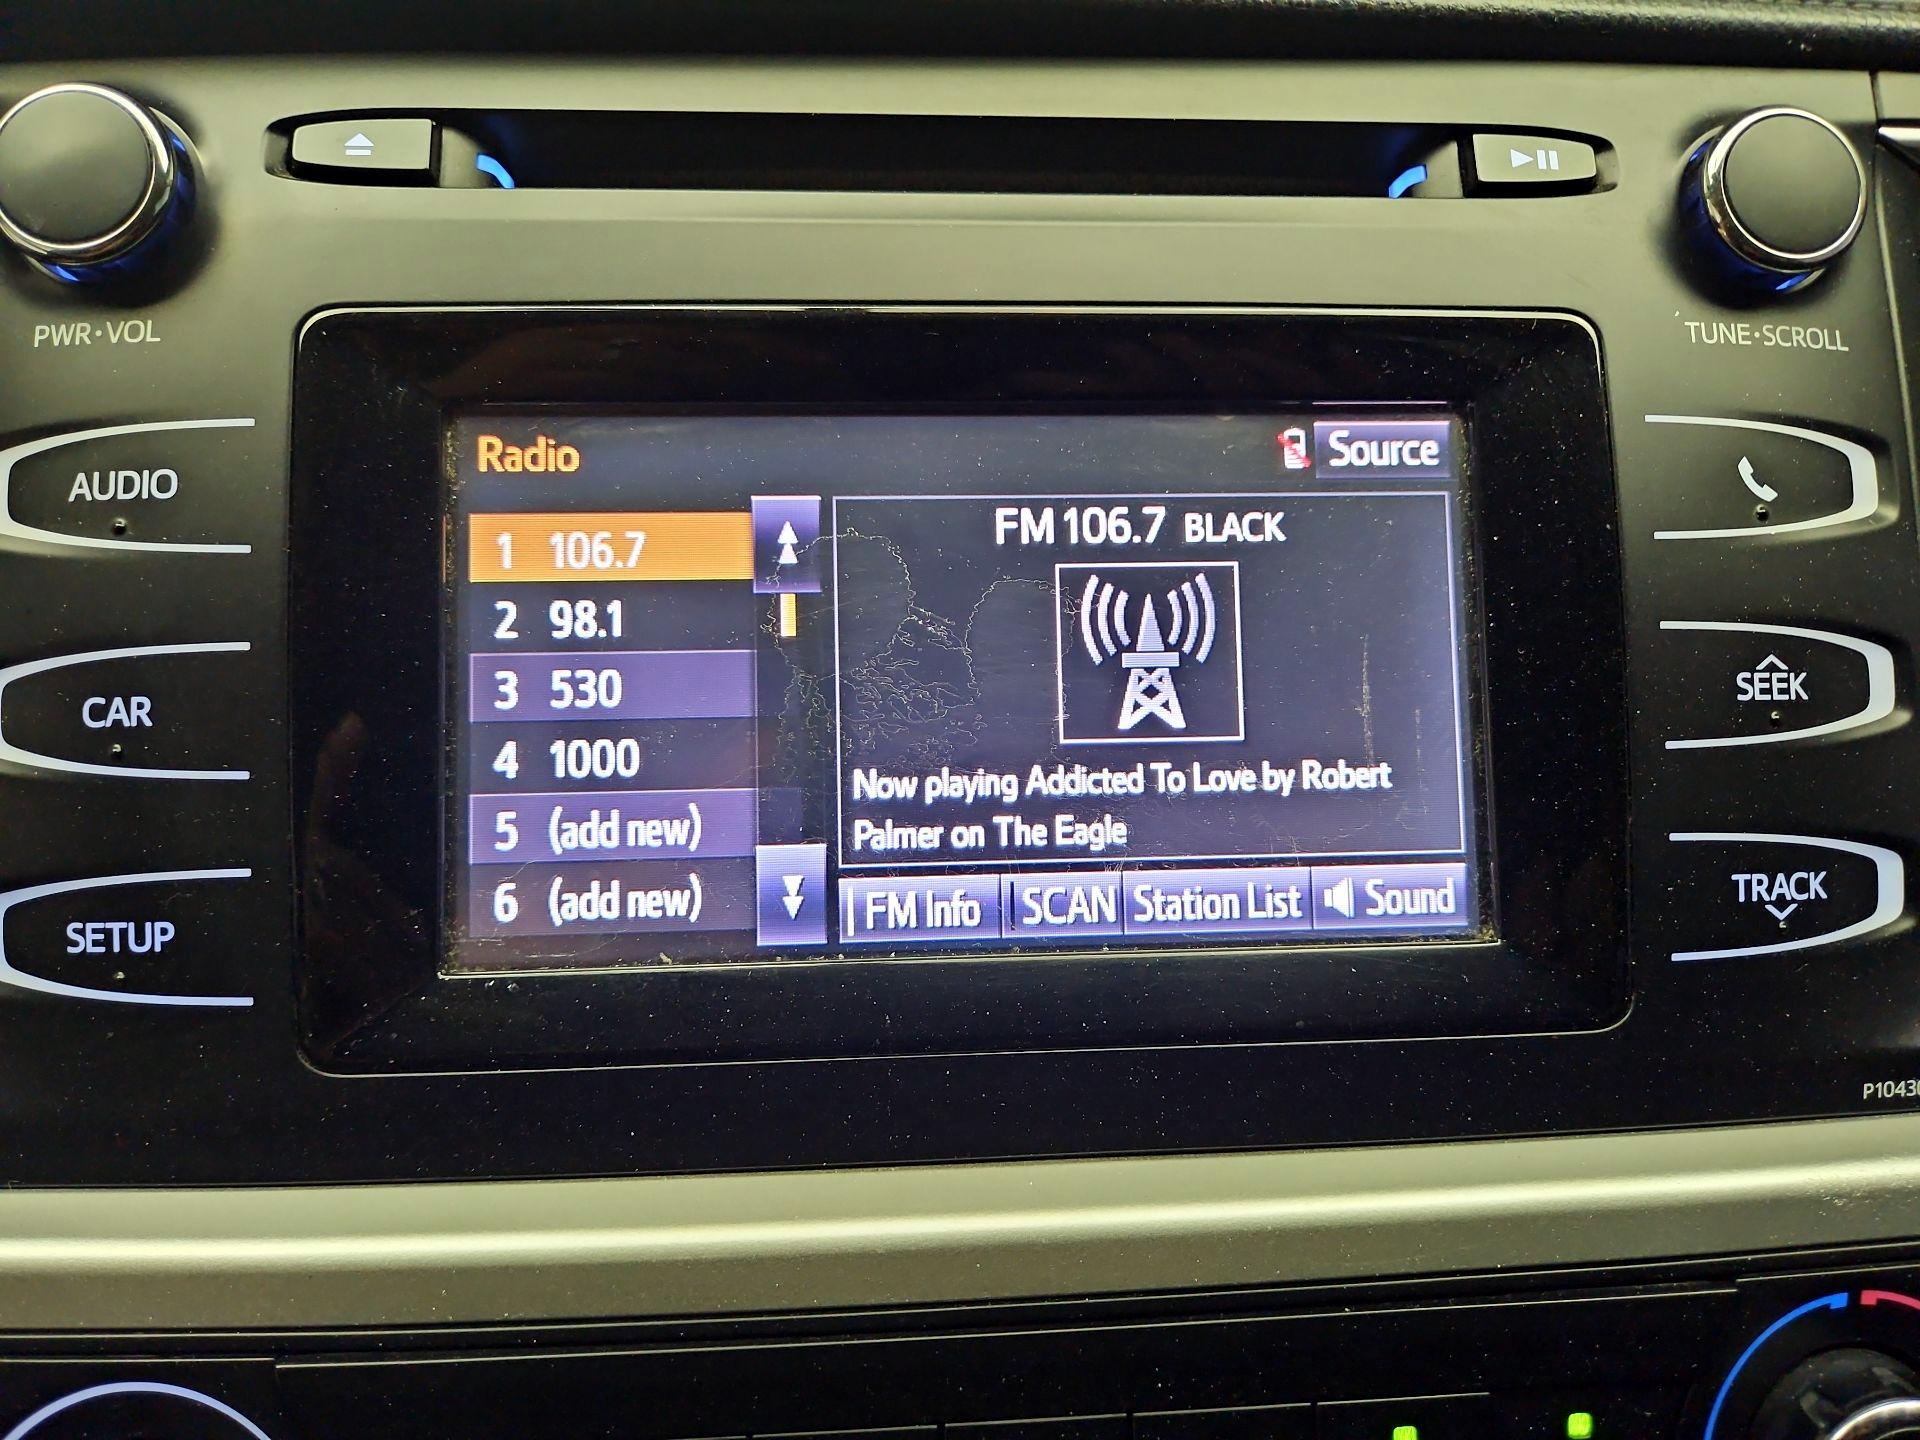 PWR•VOL
TUNE•SCROLL
AUDIO
CAR
SETUP
Radio
Source
1 106.7
2 98.1
3 530
4 1000
5 (add new)
6 (add new)
FM 106.7 BLACK
Now playing Addicted To Love by Robert
Palmer on The Eagle
FM Info
SCAN
Station List
Sound
SEEK
TRACK